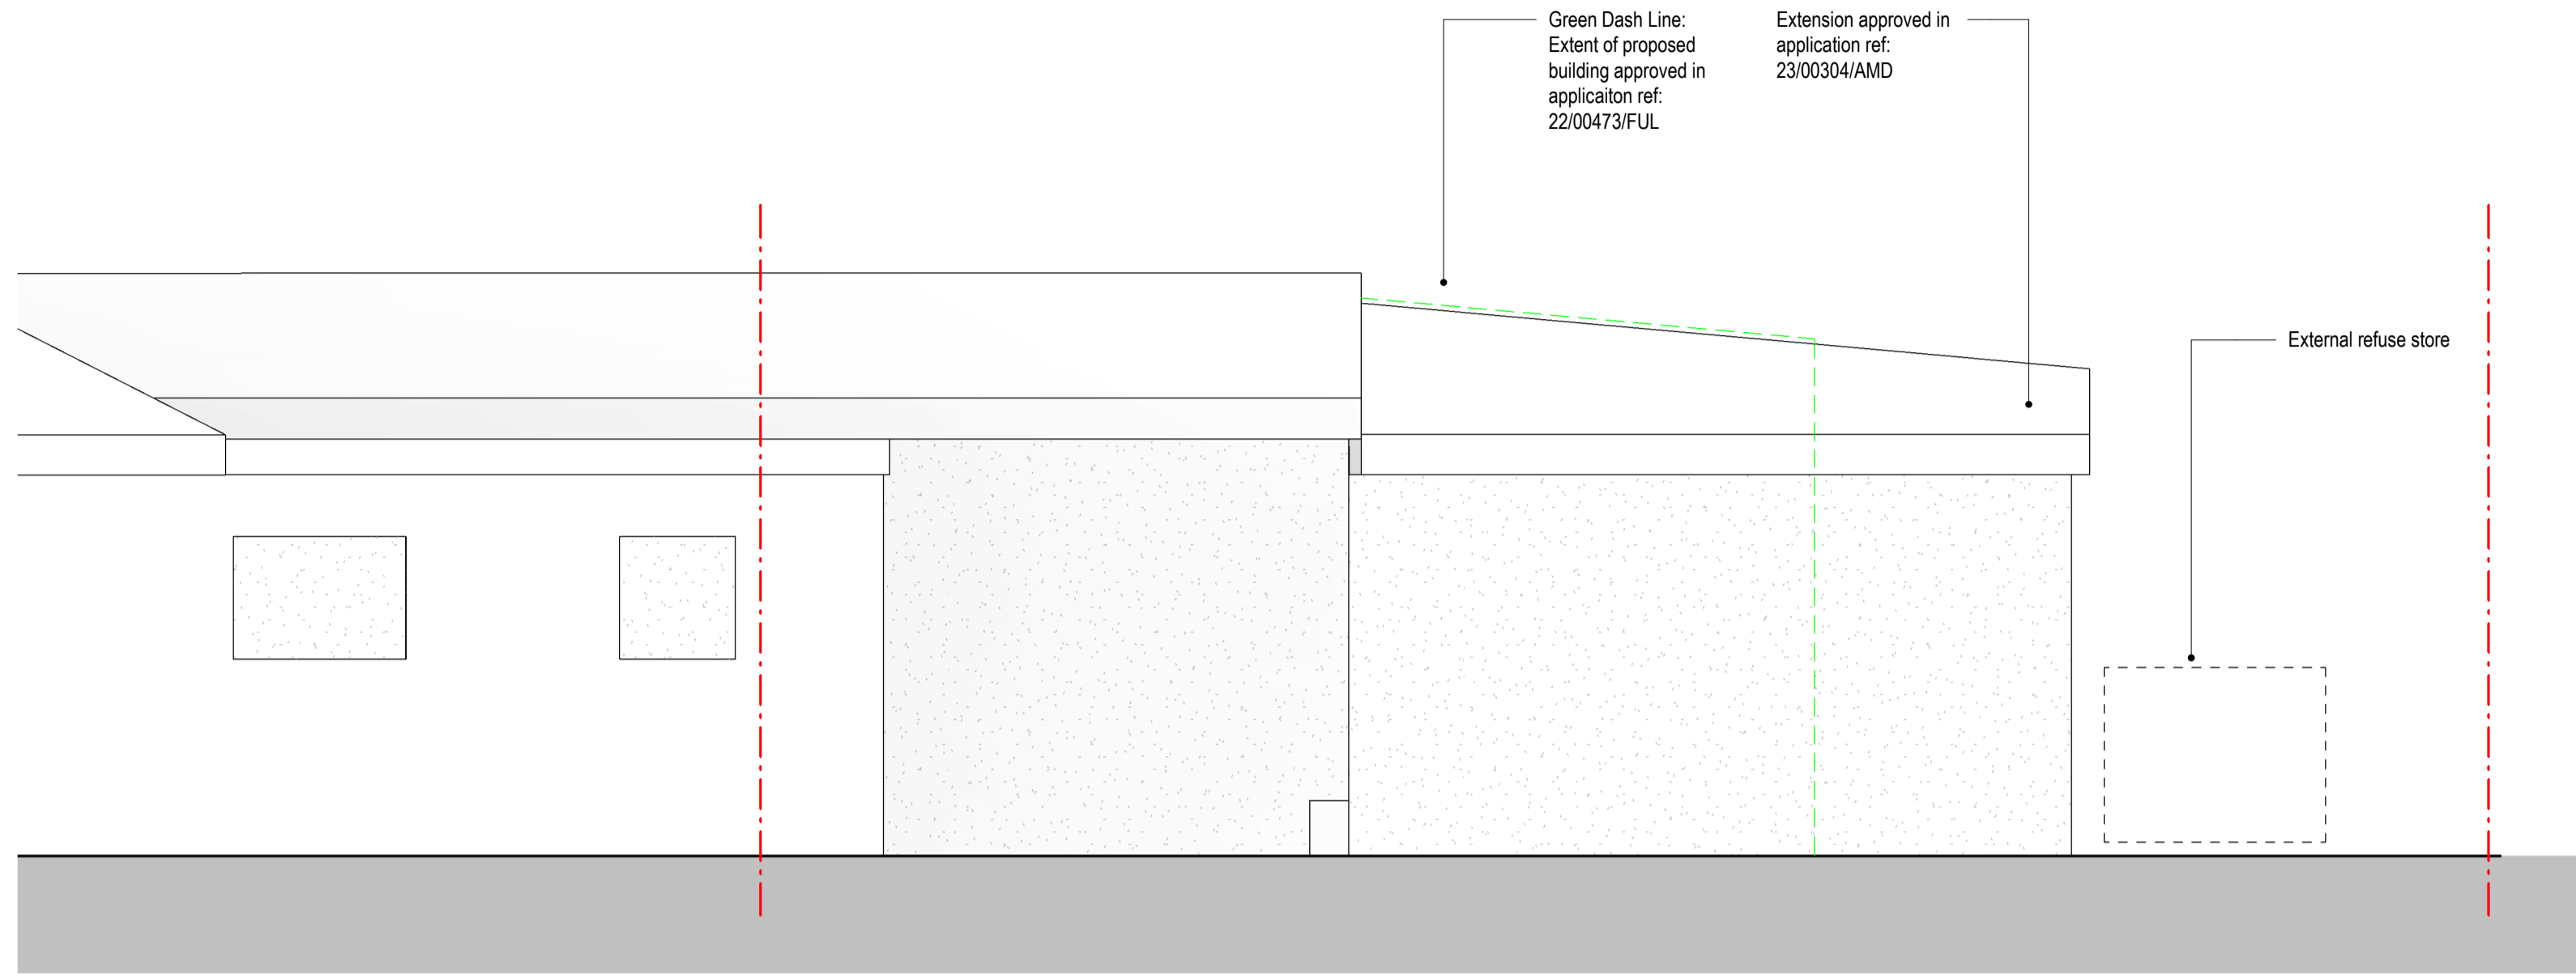 Green Dash Line:
Extent of proposed
building approved in
applicaiton ref:
22/00473/FUL
Extension approved in
application ref:
23/00304/AMD
External refuse store